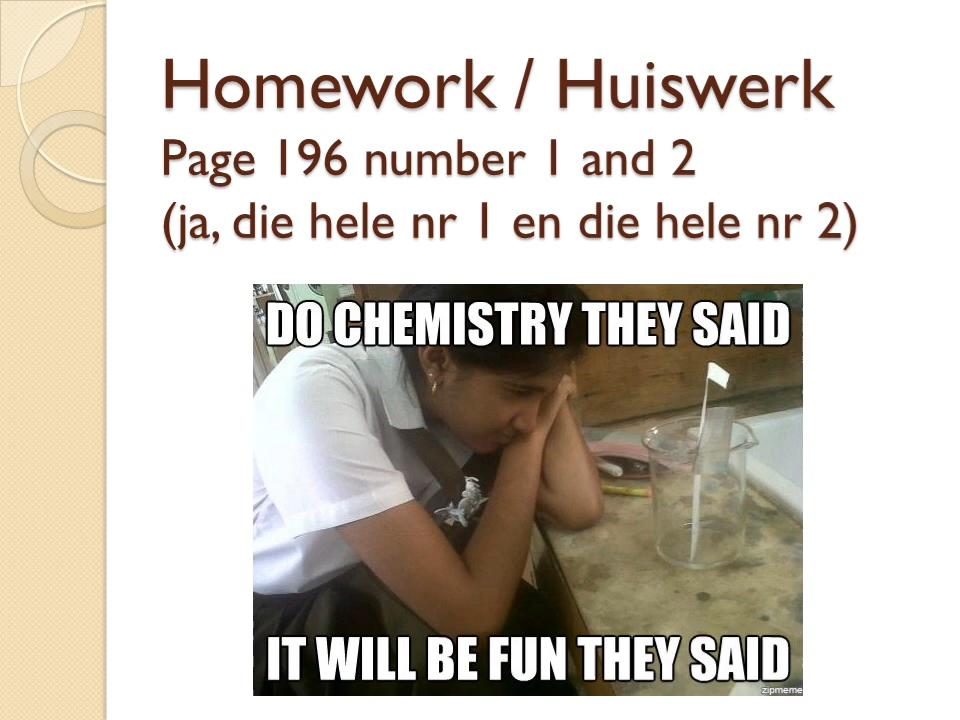 Homework / Huiswerk
Page 196 number 1 and 2
(ja, die hele nr 1 en die hele nr 2)
DO CHEMISTRY THEY SAID
IT WILL BE FUN THEY SAID
zipmeme